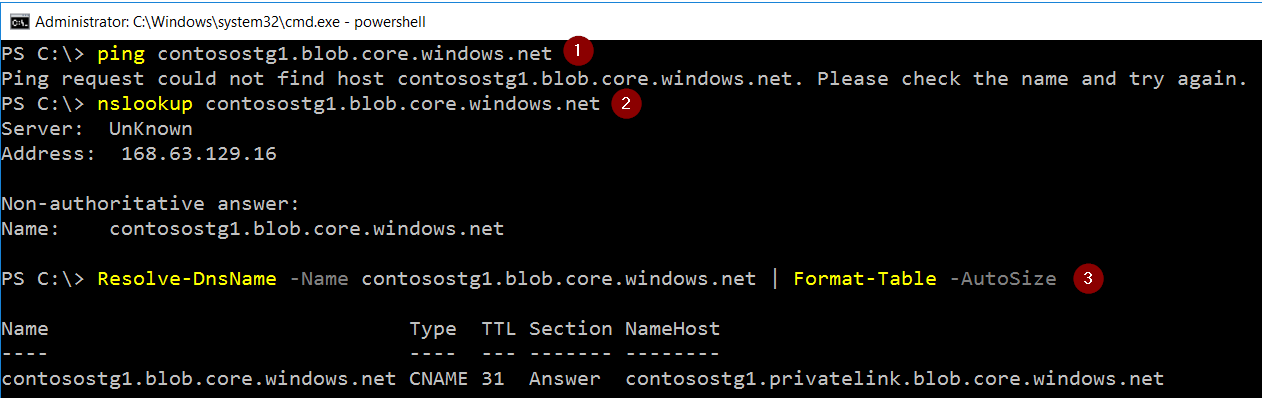 Administrator: C:\Windows\system32\cmd.exe - powershell
PS C:\> ping contosostg1.blob.core.windows.net 1
Ping request could not find host contosostg1.blob.core.windows.net. Please check the name and try again.
PS C:\> nslookup contosostg1.blob.core.windows.net 2
Server:  UnKnown
Address:  168.63.129.16
Non-authoritative answer:
Name:    contosostg1.blob.core.windows.net
PS C:\> Resolve-DnsName -Name contosostg1.blob.core.windows.net | Format-Table -AutoSize 3
Name                              Type  TTL Section NameHost
----                              ----  --- ------- --------
contosostg1.blob.core.windows.net CNAME 31  Answer  contosostg1.privatelink.blob.core.windows.net